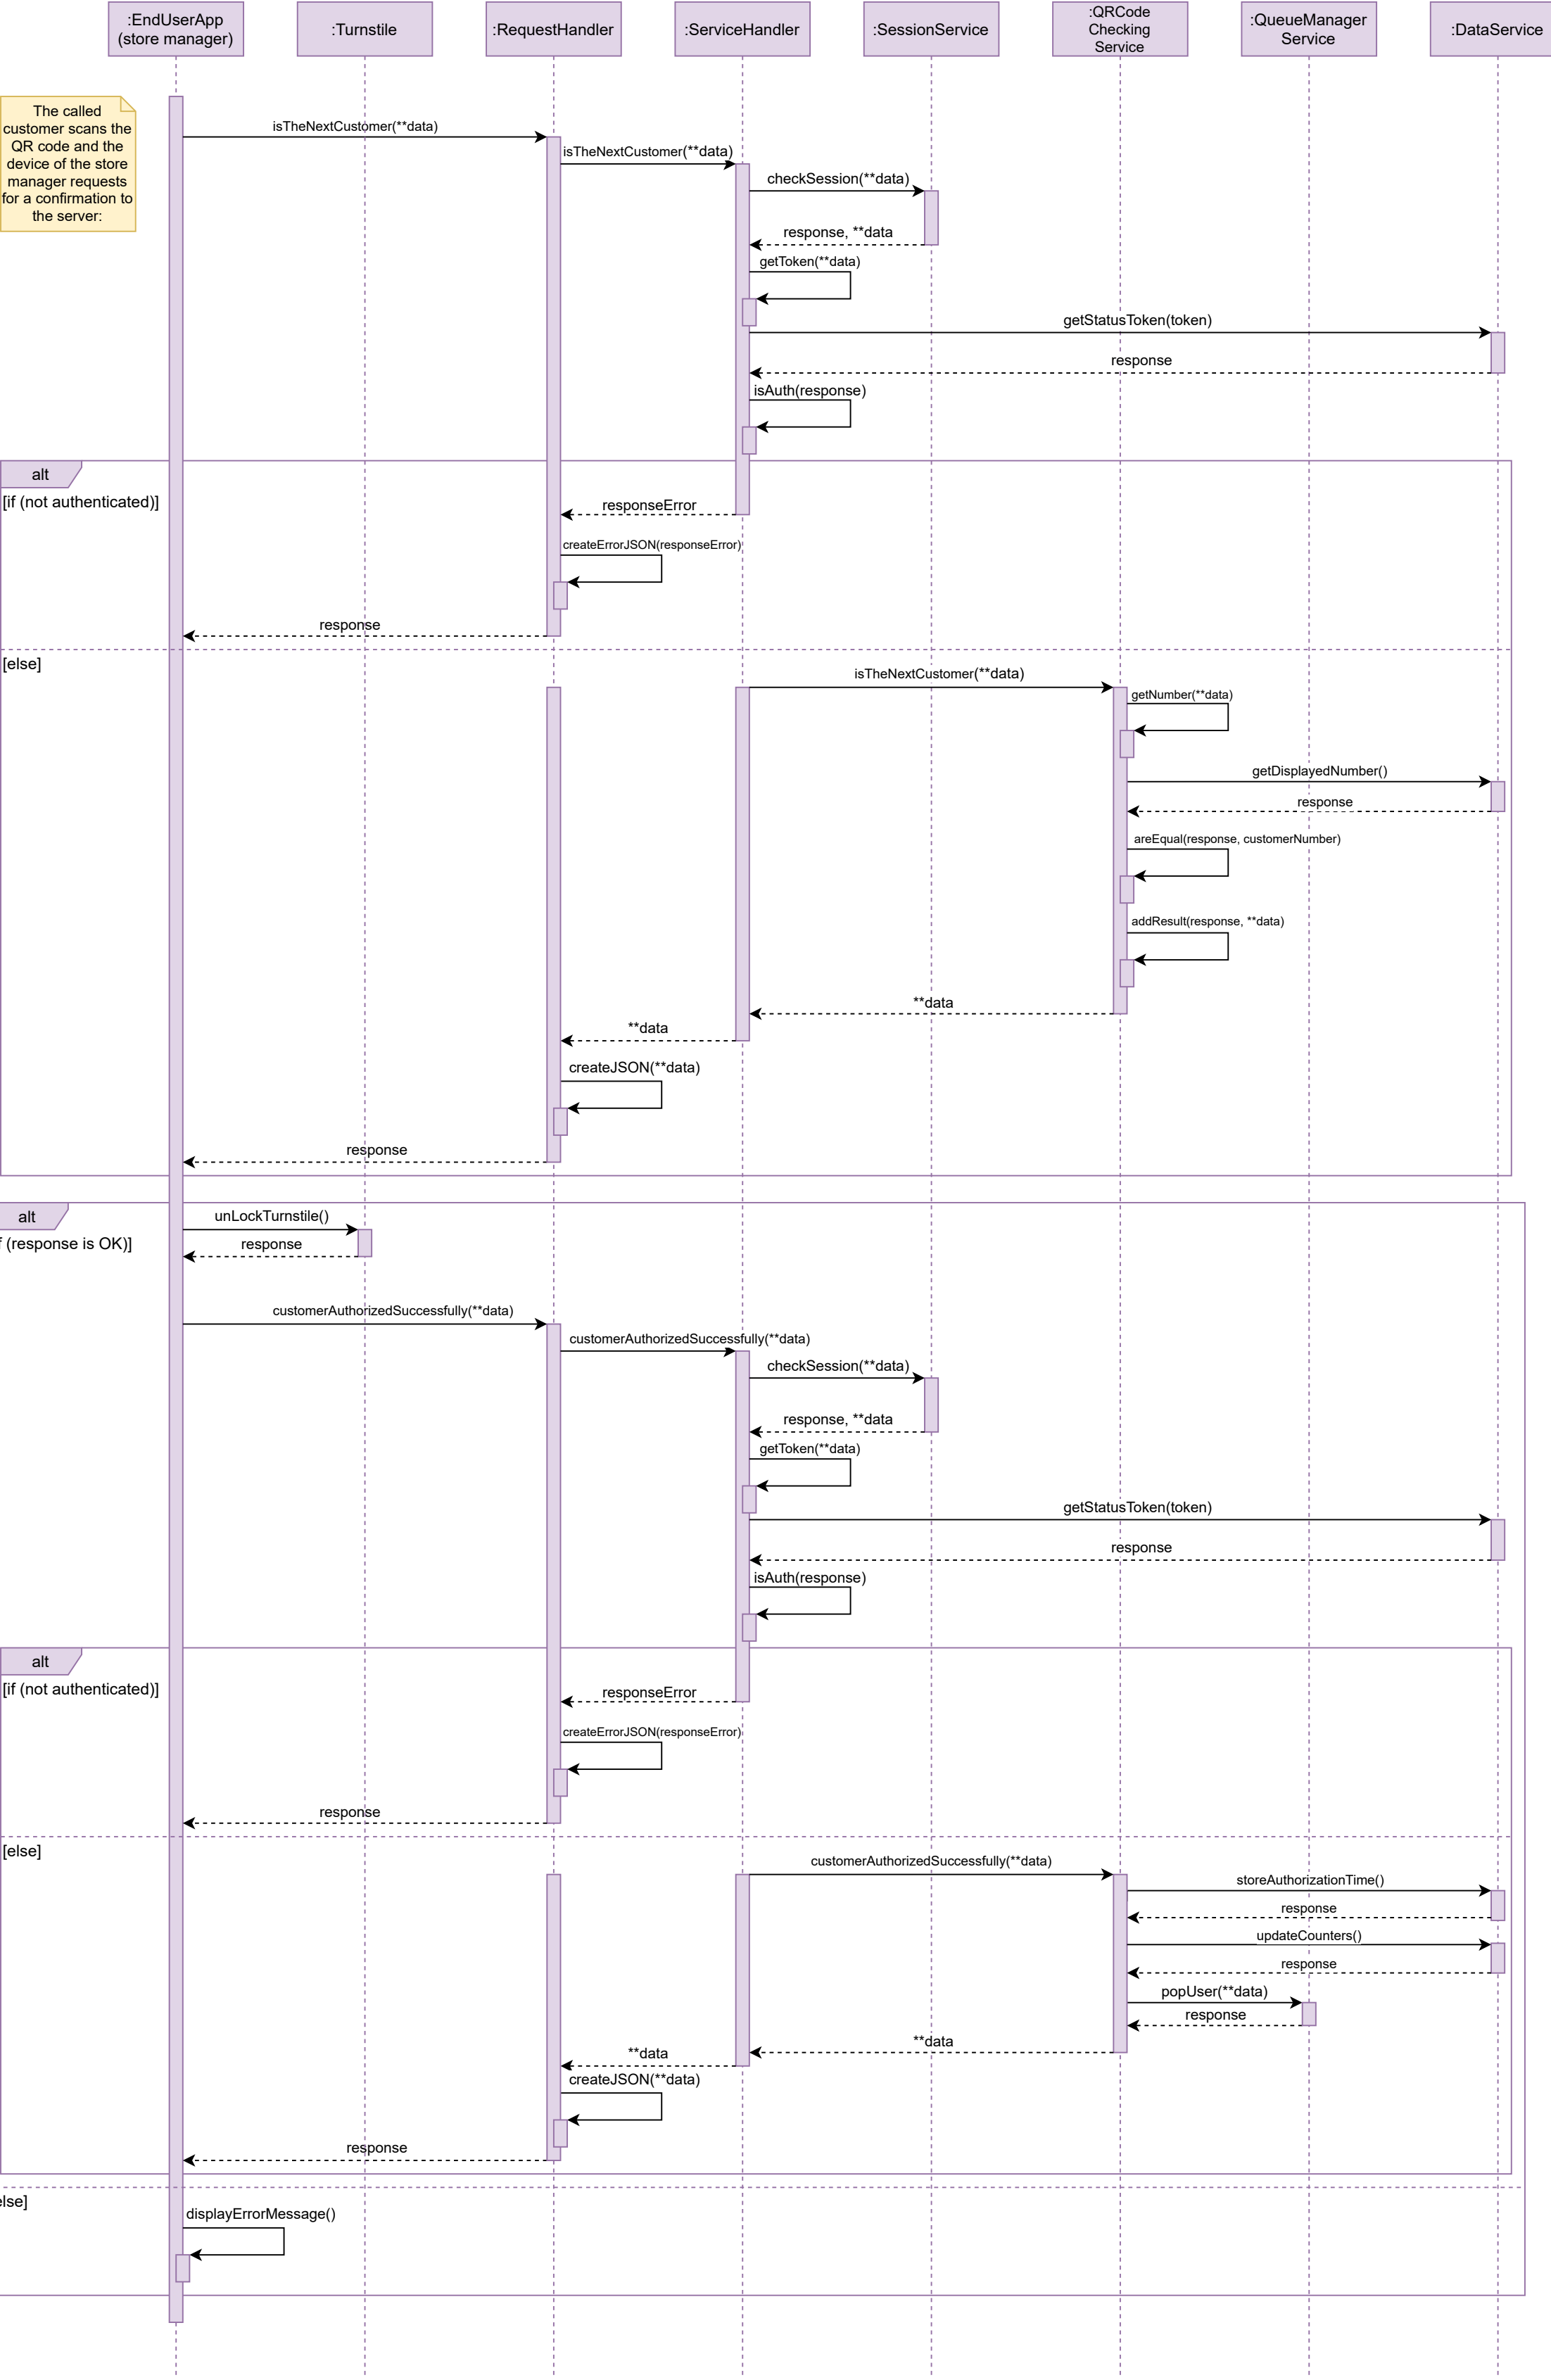 :EndUserApp
(store manager)
:Turnstile
:RequestHandler
:ServiceHandler
:SessionService
:QRCode
Checking
Service
:QueueManager
Service
:DataService
The called
customer scans the
QR code and the
device of the store
manager requests
for a confirmation to
the server:
isTheNextCustomer(**data)
isTheNextCustomer(**data)
checkSession(**data)
response, **data
getToken(**data)
getStatusToken(token)
response
isAuth(response)
alt
[if (not authenticated)]
responseError
createErrorJSON(responseError)
response
[else]
isTheNextCustomer(**data)
getNumber(**data)
getDisplayedNumber()
response
areEqual(response, customerNumber)
addResult(response, **data)
**data
**data
createJSON(**data)
response
alt
unLockTurnstile()
f (response is OK)]
response
customerAuthorizedSuccessfully(**data)
customerAuthorizedSuccessfully(**data)
checkSession(**data)
response, **data
getToken(**data)
getStatusToken(token)
response
isAuth(response)
alt
[if (not authenticated)]
responseError
createErrorJSON(responseError)
response
[else]
customerAuthorizedSuccessfully(**data)
storeAuthorizationTime()
response
updateCounters()
response
popUser(**data)
response
**data
**data
createJSON(**data)
response
else]
displayErrorMessage()